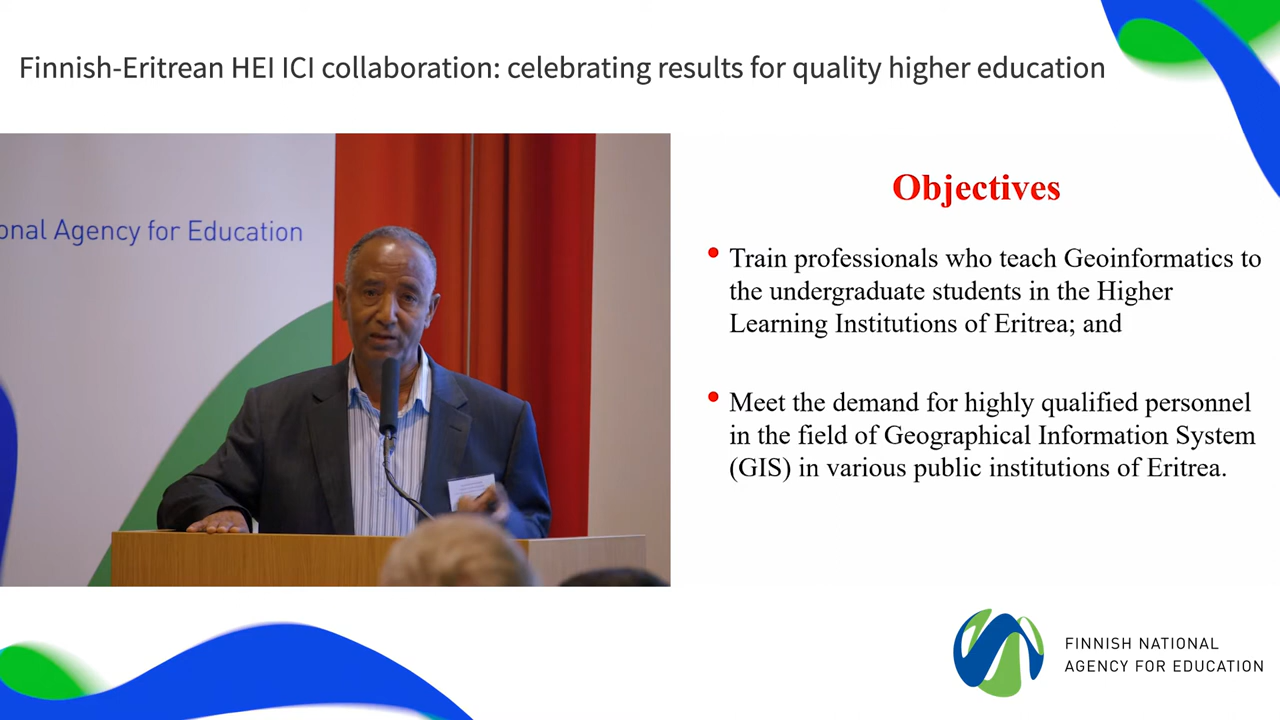 Finnish-Eritrean HEI ICI collaboration: celebrating results for quality higher education
onal Agency for Education
Objectives
• Train professionals who teach Geoinformatics to
the undergraduate students in the Higher
Learning Institutions of Eritrea; and
• Meet the demand for highly qualified personnel
in the field of Geographical Information System
(GIS) in various public institutions of Eritrea.
FINNISH NATIONAL
AGENCY FOR EDUCATION